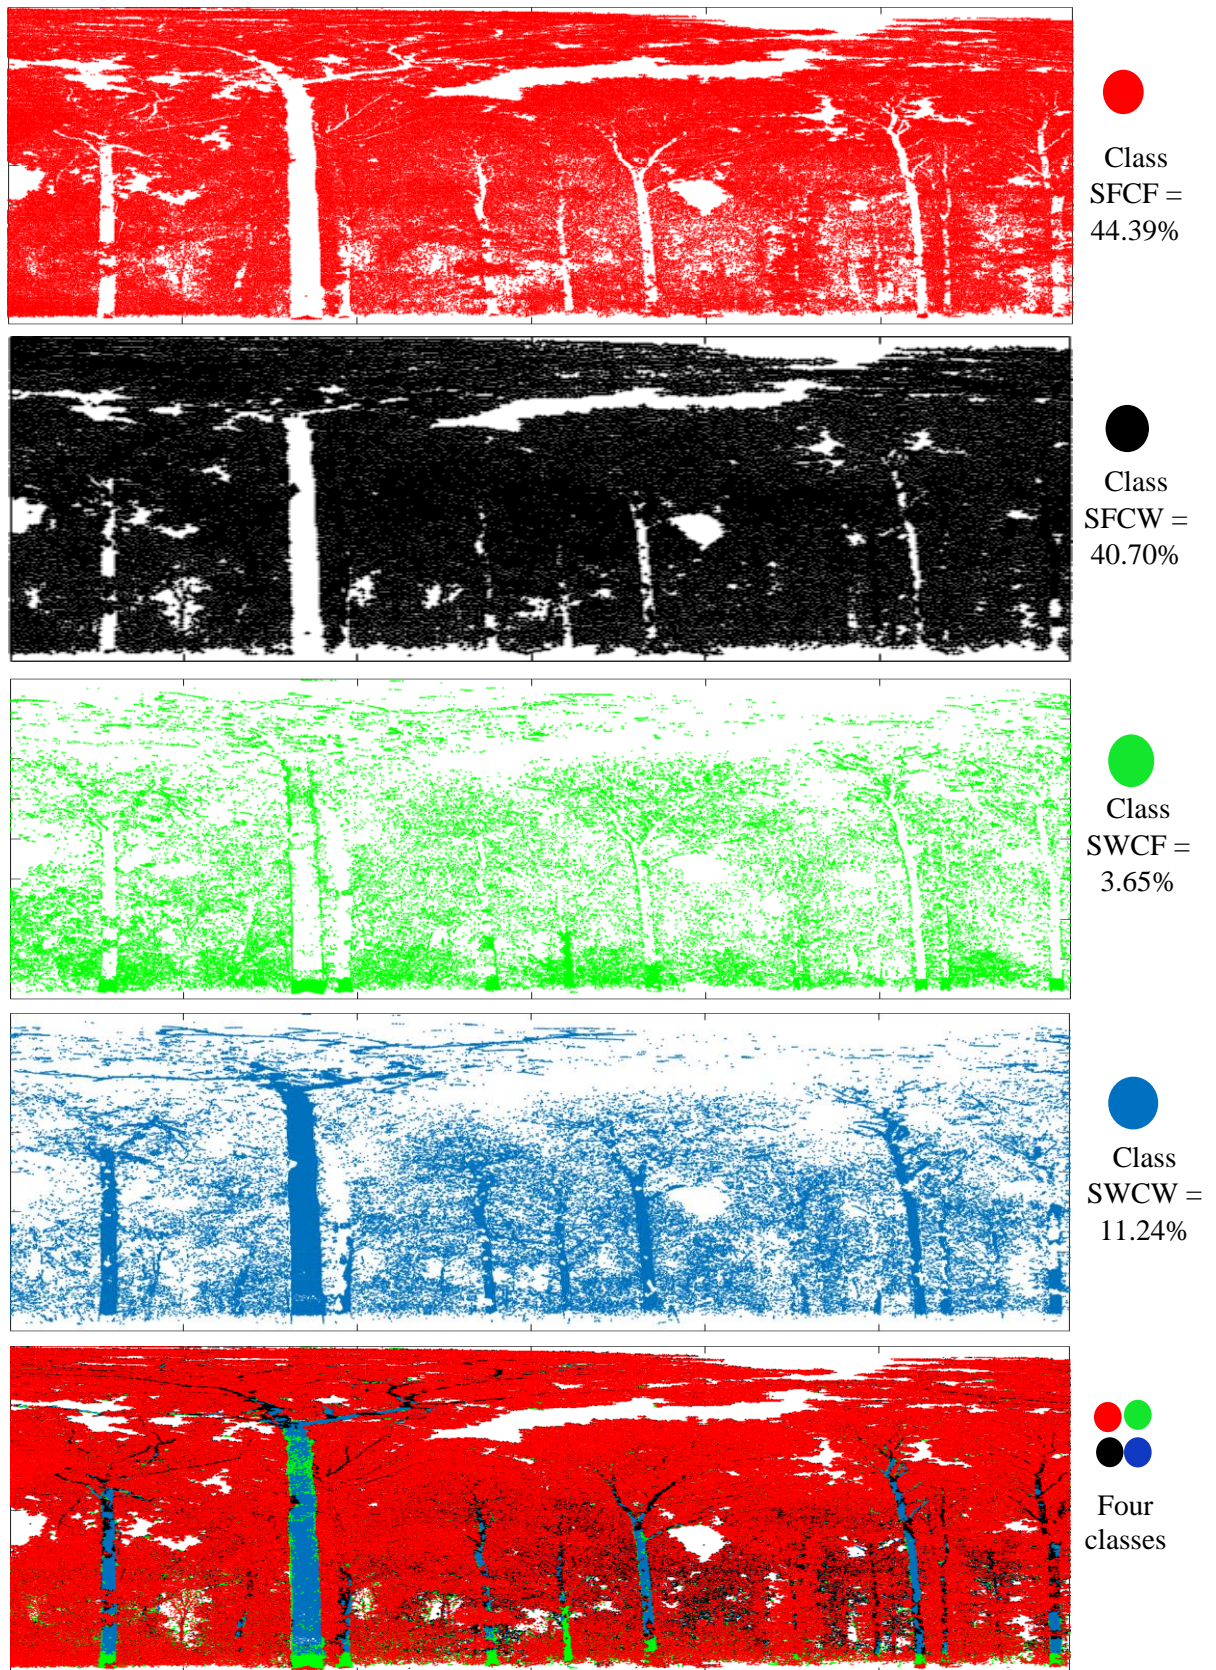 Class
SFCF =
44.39%
Class
SFCW =
40.70%
Class
SWCF =
3.65%
Class
SWCW =
11.24%
Four
classes